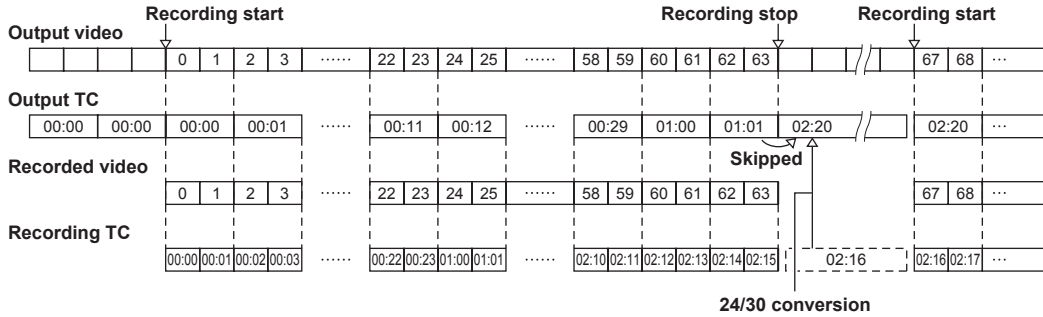 Recording start Recording stop Recording start
Output video
0 1 2 3 ...... 22 23 24 25 ...... 58 59 60 61 62 63 67 68 ...
Output TC
00:00 00:00 00:00 00:01 ...... 00:11 00:12 ...... 00:29 01:00 01:01 02:20 02:20 ...
Skipped
Recorded video
0 1 2 3 ...... 22 23 24 25 ...... 58 59 60 61 62 63 67 68 ...
Recording TC
00:00 00:01 00:02 00:03 ...... 00:22 00:23 01:00 01:01 ...... 02:10 02:11 02:12 02:13 02:14 02:15 02:16 02:16 02:17 ...
24/30 conversion